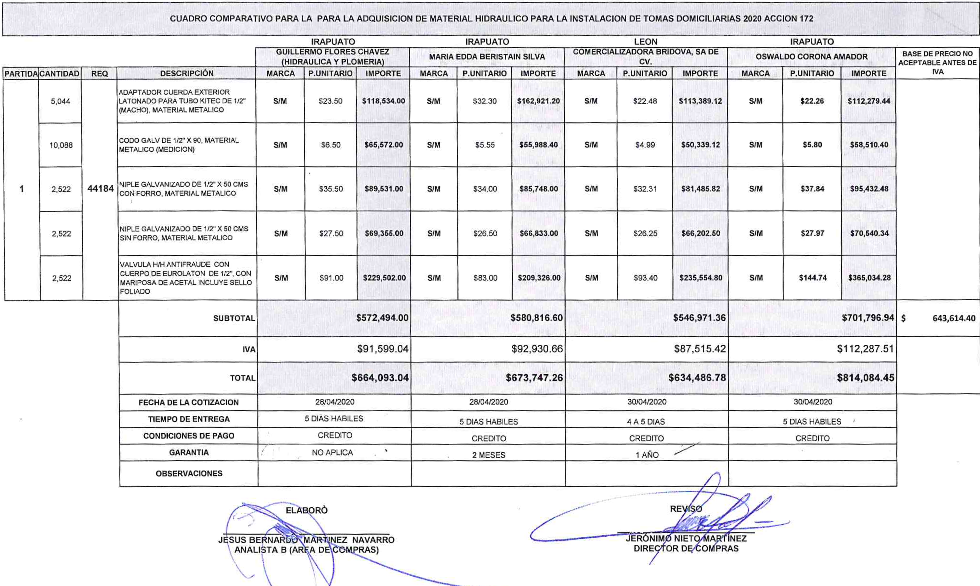 CUADRO COMPARATIVO PARA LA PARA LA ADQUISICION DE MATERIAL HIDRAULICO PARA LA INSTALACION DE TOMAS DOMICILIARIAS 2020 ACCION 172
IRAPUATO IRAPUATO LEON IRAPUATO
GUILLERMO FLORES CHAVEZ (HIDRAULICA Y PLOMERIA) MARIA EDDA BERISTAIN SILVA COMERCIALIZADORA BRIDOVA, SA DE CV. OSWALDO CORONA AMADOR BASE DE PRECIO NO ACEPTABLE ANTES DE IVA
PARTIDA CANTIDAD REQ DESCRIPCIÓN MARCA P.UNITARIO IMPORTE MARCA P.UNITARIO IMPORTE MARCA P.UNITARIO IMPORTE MARCA P.UNITARIO IMPORTE
5,044 ADAPTADOR CUERDA EXTERIOR LATONADO PARA TUBO KITEC DE 1/2" (MACHO), MATERIAL METALICO S/M $23.50 $118,534.00 S/M $32.30 $162,921.20 S/M $22.48 $113,389.12 S/M $22.26 $112,279.44
10,088 CODO GALV DE 1/2" X 90, MATERIAL METALICO (MEDICION) S/M $6.50 $65,572.00 S/M $5.55 $55,988.40 S/M $4.99 $50,339.12 S/M $5.80 $58,510.40
1 2,522 44184 NIPLE GALVANIZADO DE 1/2" X 50 CMS CON FORRO, MATERIAL METALICO S/M $35.50 $89,531.00 S/M $34.00 $85,748.00 S/M $32.31 $81,485.82 S/M $37.84 $95,432.48
2,522 NIPLE GALVANIZADO DE 1/2" X 50 CMS SIN FORRO, MATERIAL METALICO S/M $27.50 $69,355.00 S/M $26.50 $66,833.00 S/M $26.25 $66,202.50 S/M $27.97 $70,540.34
2,522 VALVULA H/H ANTIFRAUDE CON CUERPO DE EUROLATON DE 1/2", CON MARIPOSA DE ACETAL INCLUYE SELLO FOLIADO S/M $91.00 $229,502.00 S/M $83.00 $209,326.00 S/M $93.40 $235,554.80 S/M $144.74 $365,034.28
SUBTOTAL $572,494.00 $580,816.60 $546,971.36 $701,796.94 $ 643,614.40
IVA $91,599.04 $92,930.66 $87,515.42 $112,287.51
TOTAL $664,093.04 $673,747.26 $634,486.78 $814,084.45
FECHA DE LA COTIZACION 28/04/2020 28/04/2020 30/04/2020 30/04/2020
TIEMPO DE ENTREGA 5 DIAS HABILES 5 DIAS HABILES 4 A 5 DIAS 5 DIAS HABILES
CONDICIONES DE PAGO CREDITO CREDITO CREDITO CREDITO
GARANTIA NO APLICA 2 MESES 1 AÑO
OBSERVACIONES
ELABORÒ REVISO
JESUS BERNARDO MARTINEZ NAVARRO JERÓNIMO NIETO MARTINEZ
ANALISTA B (AREA DE COMPRAS) DIRECTOR DE COMPRAS